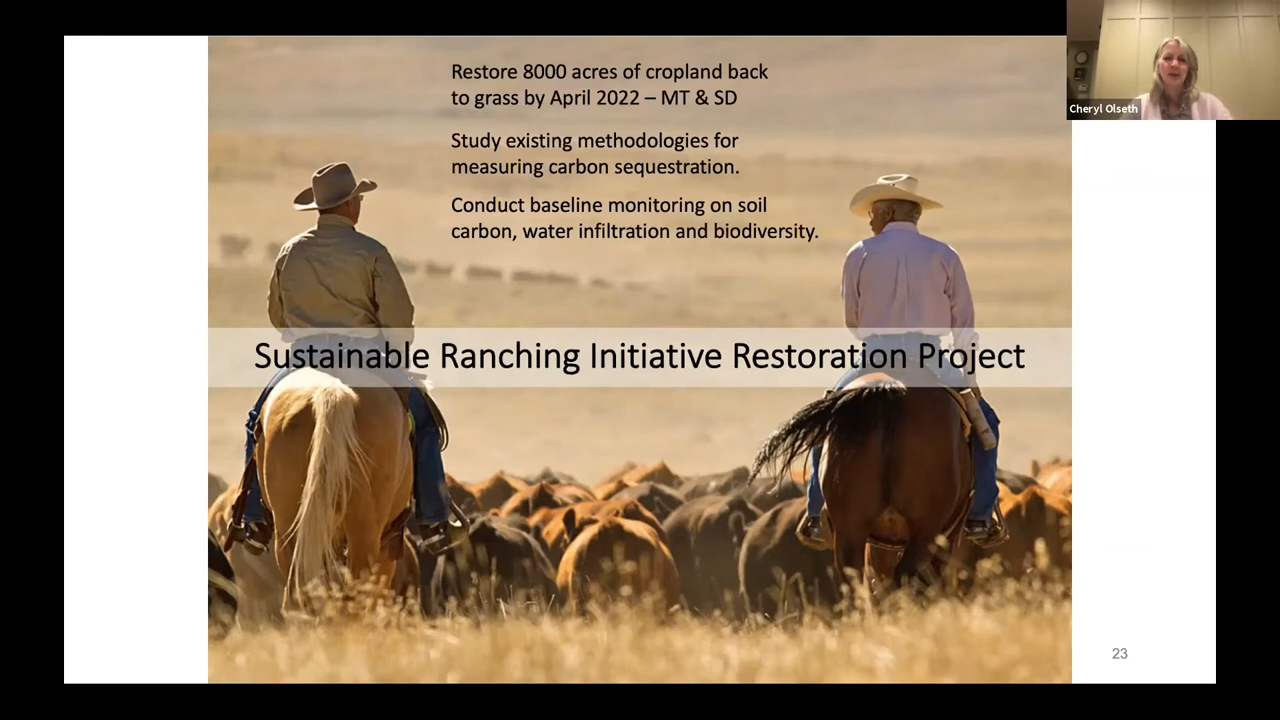 Restore 8000 acres of cropland back
to grass by April 2022 – MT & SD
Study existing methodologies for
measuring carbon sequestration.
Conduct baseline monitoring on soil
carbon, water infiltration and biodiversity.
Sustainable Ranching Initiative Restoration Project
Cheryl Olseth
23